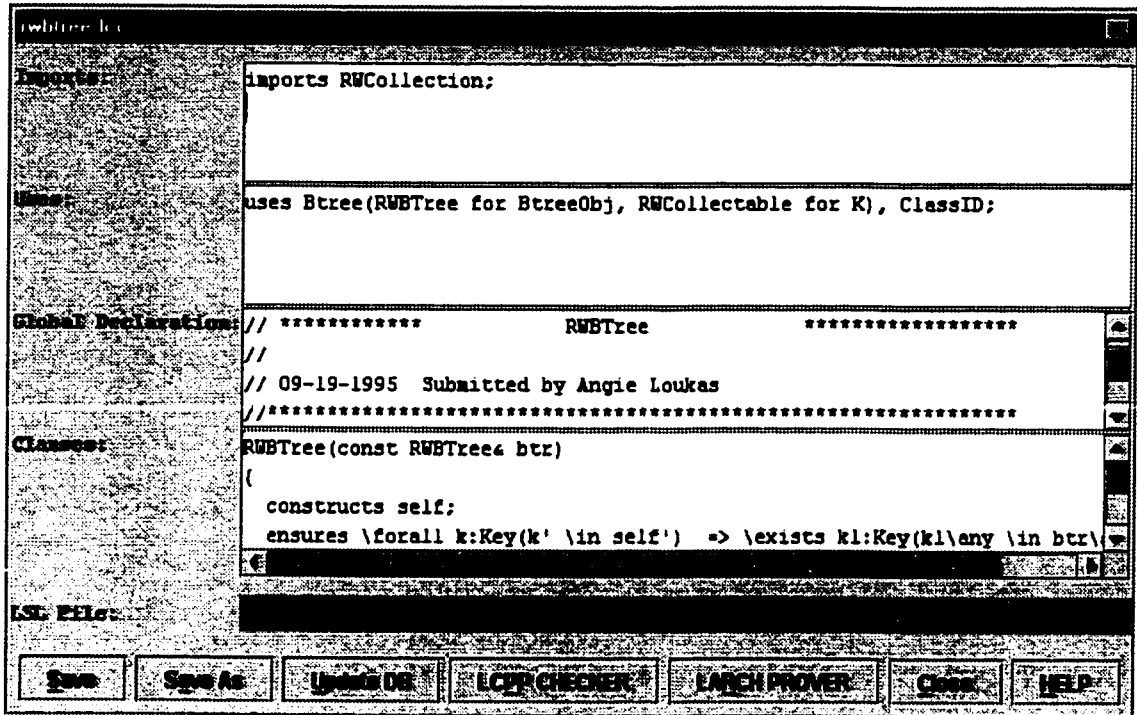 rwbtree.lcc
Imports:
imports RWCollection;
Uses:
uses Btree(RWBTree for BtreeObj, RWCollectable for K), ClassID;
Global Declaration:
// ************ RWBTree ******************
//
// 09-19-1995 Submitted by Angie Loukas
//****************************************************************
Classes:
RWBTree(const RWBTree& btr)
{
constructs self;
ensures \forall k:Key(k' \in self') => \exists k1:Key(k1\any \in btr\
LSL File:
Save
Save As
Update DB
LCPP CHECKER
LARCH PROVER
Close
HELP